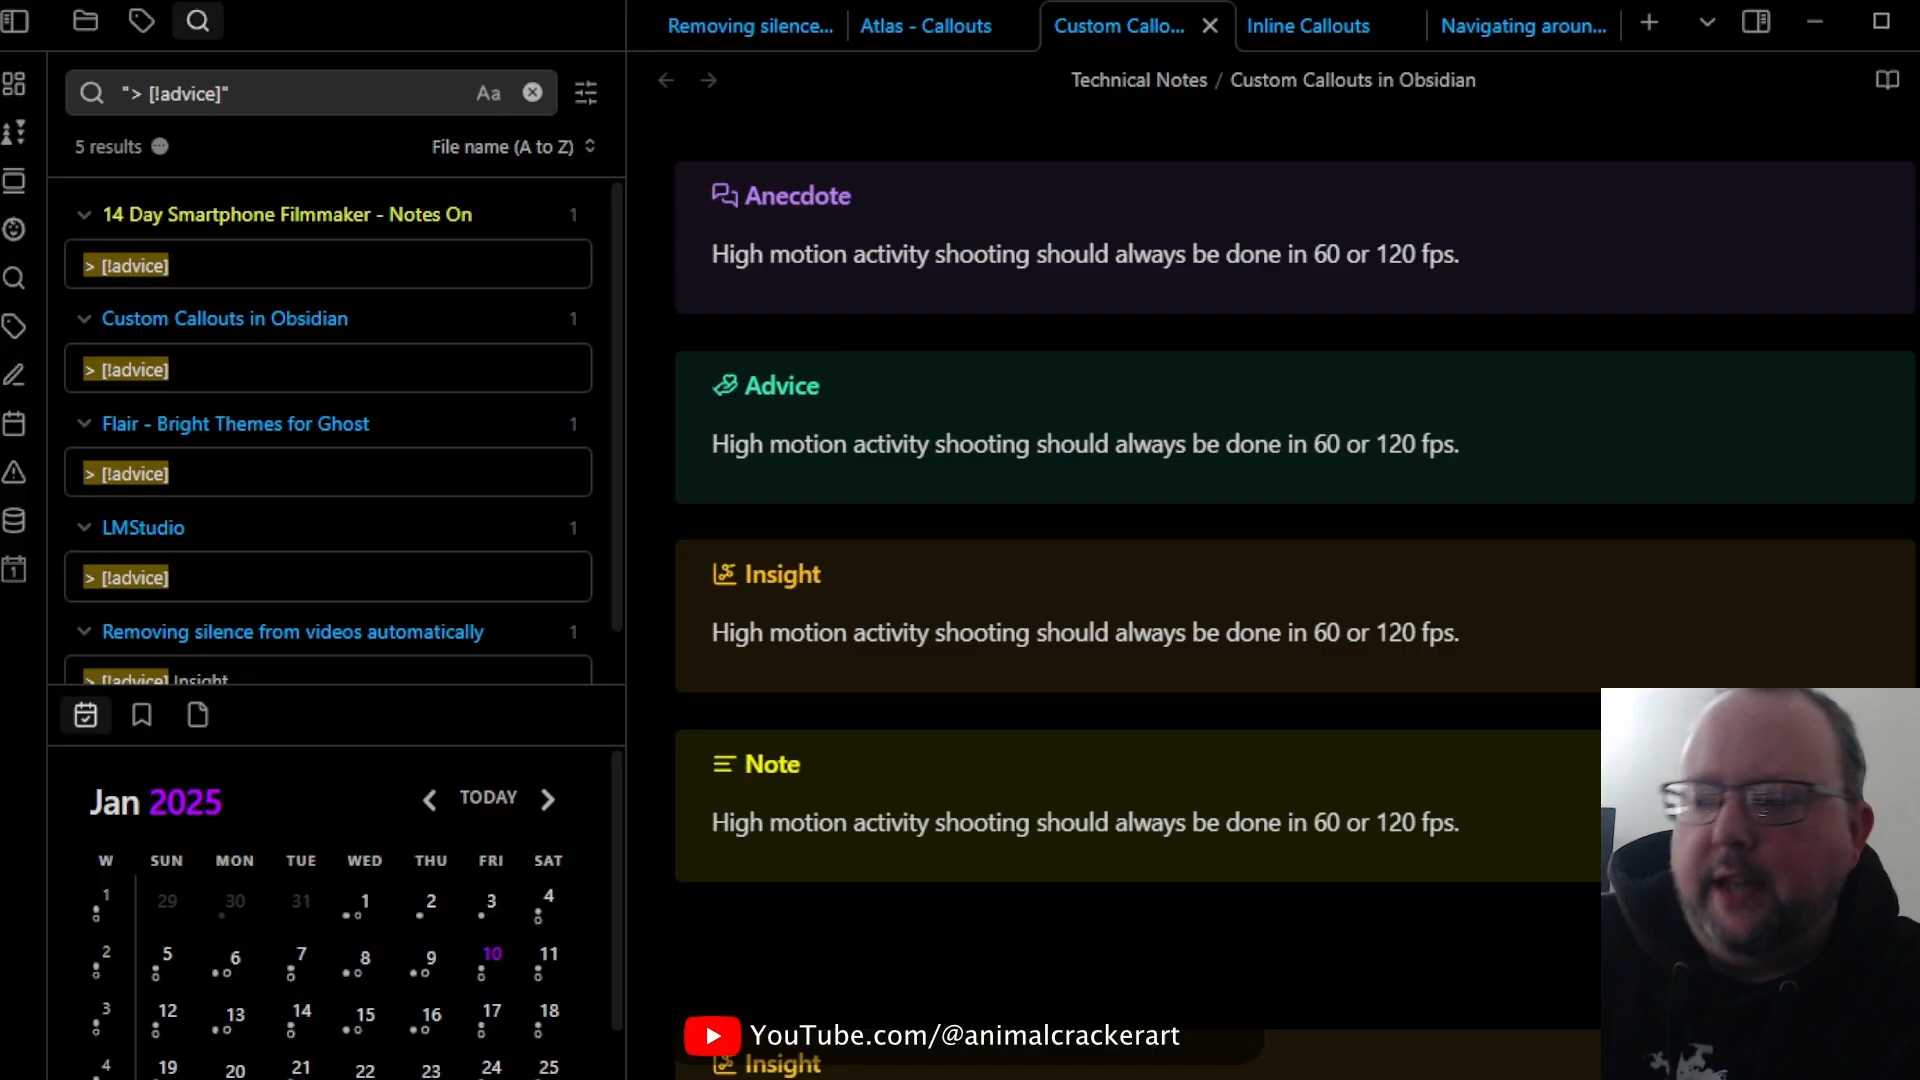 Removing silence...
Atlas - Callouts
Custom Callo...
Inline Callouts
Navigating aroun...
"> [!advice]"
Aa
5 results
File name (A to Z)
14 Day Smartphone Filmmaker - Notes On 1
> [!advice]
Custom Callouts in Obsidian 1
> [!advice]
Flair - Bright Themes for Ghost 1
> [!advice]
LMStudio 1
> [!advice]
Removing silence from videos automatically 1
> [!advice] Insight
Jan 2025
TODAY
W SUN MON TUE WED THU FRI SAT
1 29 30 31 1 2 3 4
2 5 6 7 8 9 10 11
3 12 13 14 15 16 17 18
4 19 20 21 22 23 24 25
1
Technical Notes / Custom Callouts in Obsidian
Anecdote
High motion activity shooting should always be done in 60 or 120 fps.
Advice
High motion activity shooting should always be done in 60 or 120 fps.
Insight
High motion activity shooting should always be done in 60 or 120 fps.
Note
High motion activity shooting should always be done in 60 or 120 fps.
YouTube.com/@animalcrackerart
Insight